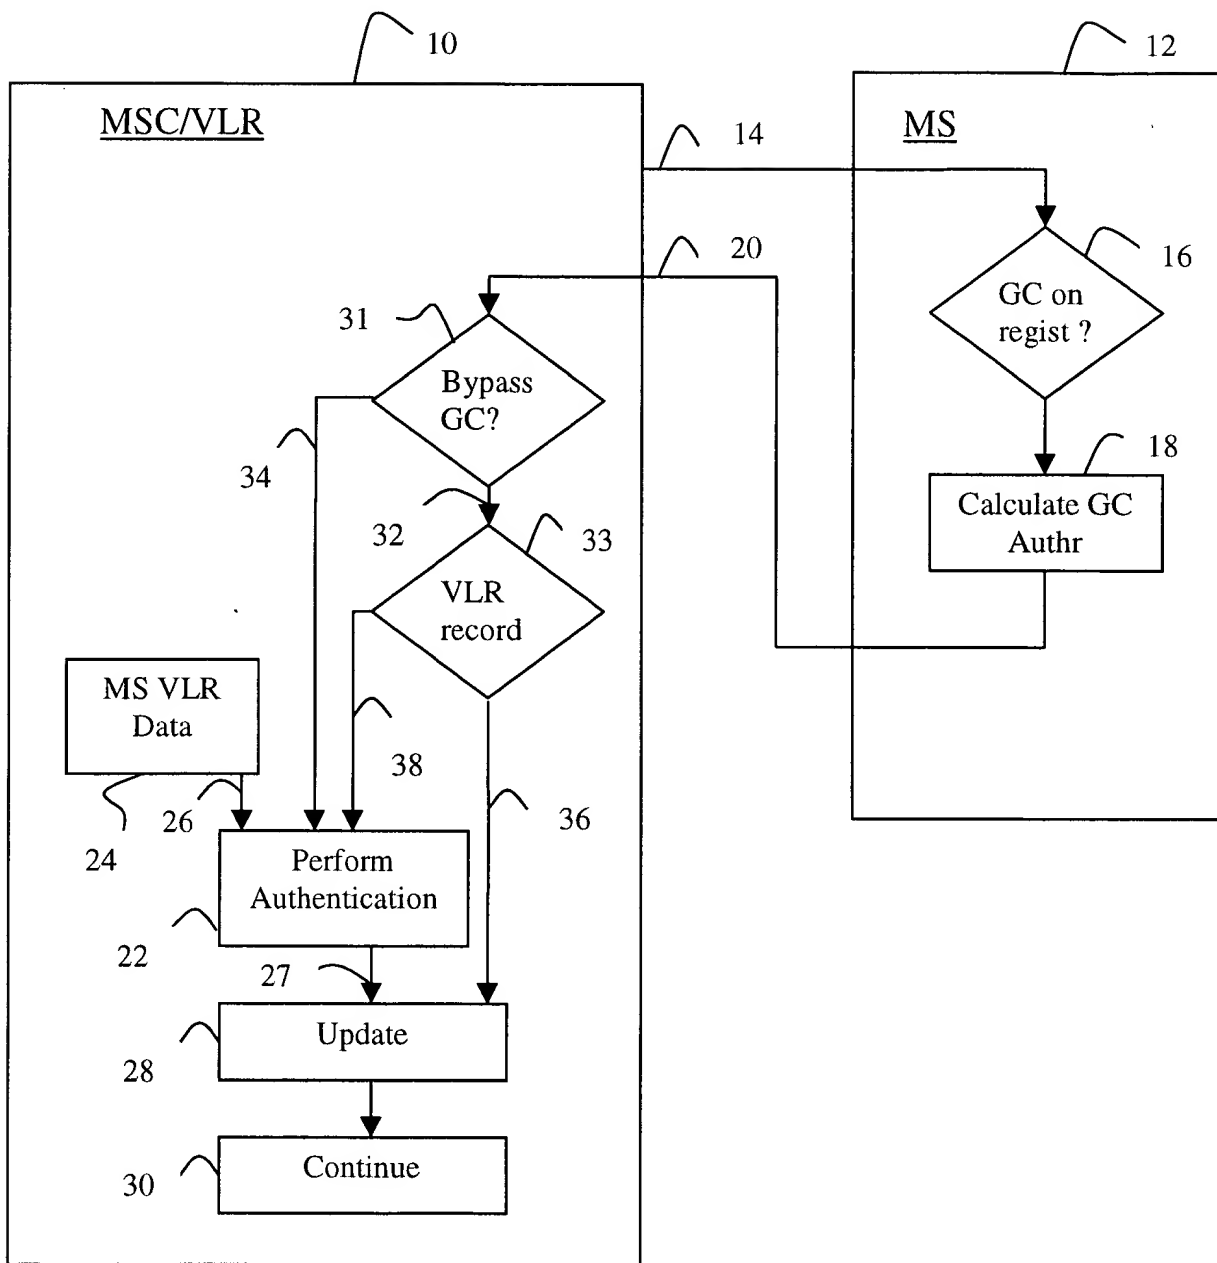 10
12
MSC/VLR
MS
14
20
16
GC on
regist ?
31
Bypass
GC?
18
Calculate GC
Authr
34
32
33
VLR
record
MS VLR
Data
38
26
36
24
Perform
Authentication
22
27
Update
28
Continue
30